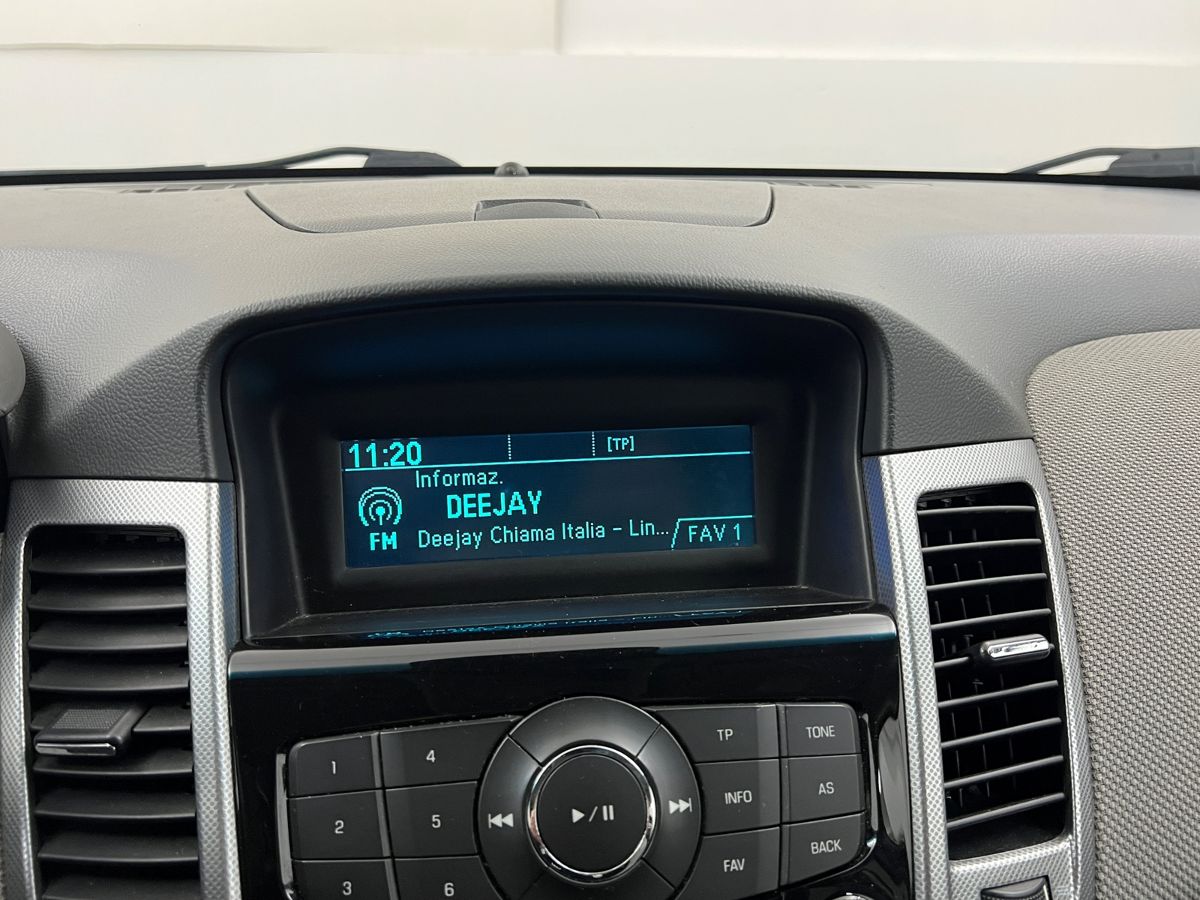 11:20 [TP]
Informaz.
DEEJAY
FM Deejay Chiama Italia - Lin... FAV 1
1 4 TP TONE
2 5 INFO AS
3 6 FAV BACK